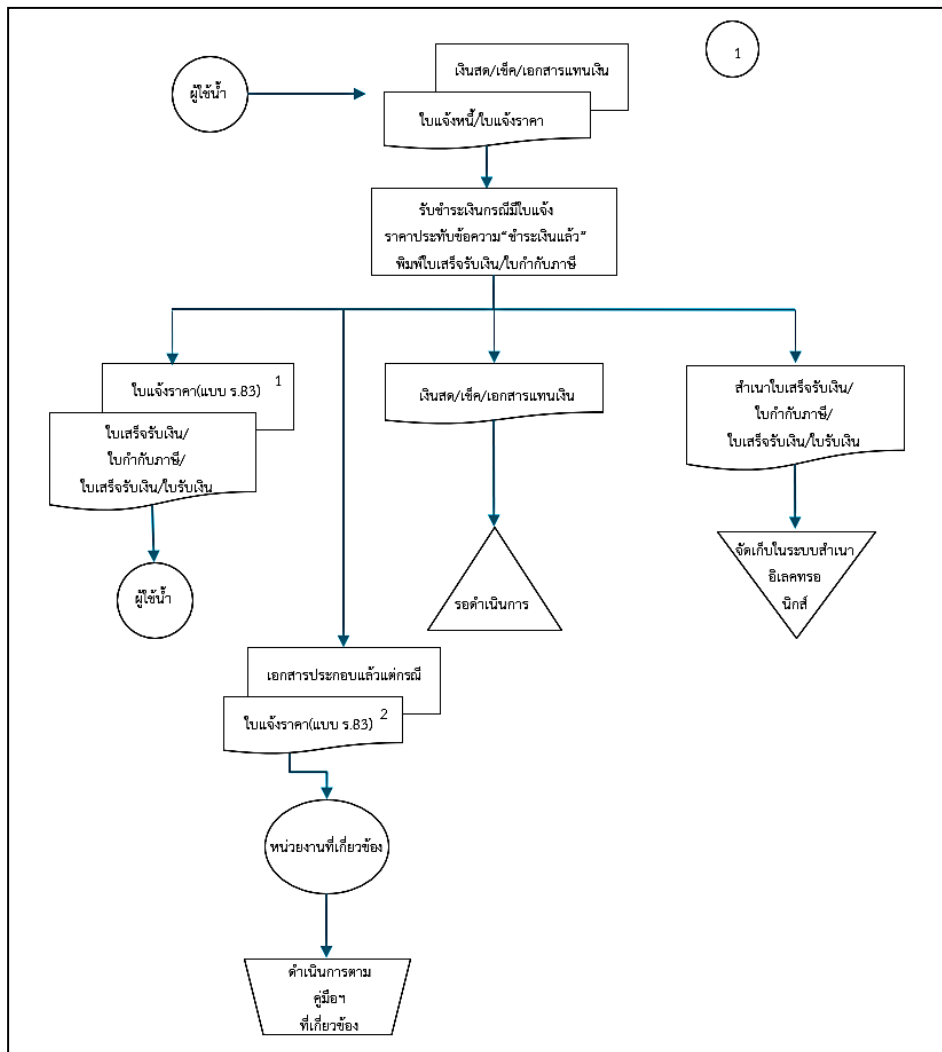 1
ผู้ใช้น้ำ
เงินสด/เช็ค/เอกสารแทนเงิน
ใบแจ้งหนี้/ใบแจ้งราคา
รับชำระเงินกรณีมีใบแจ้ง
ราคาประทับข้อความ“ชำระเงินแล้ว”
พิมพ์ใบเสร็จรับเงิน/ใบกำกับภาษี
ใบแจ้งราคา(แบบ ร.83) 1
ใบเสร็จรับเงิน/
ใบกำกับภาษี/
ใบเสร็จรับเงิน/ใบรับเงิน
ผู้ใช้น้ำ
เงินสด/เช็ค/เอกสารแทนเงิน
รอดำเนินการ
สำเนาใบเสร็จรับเงิน/
ใบกำกับภาษี/
ใบเสร็จรับเงิน/ใบรับเงิน
จัดเก็บในระบบสำเนา
อิเลคทรอ
นิกส์
เอกสารประกอบแล้วแต่กรณี
ใบแจ้งราคา(แบบ ร.83) 2
หน่วยงานที่เกี่ยวข้อง
ดำเนินการตาม
คู่มือฯ
ที่เกี่ยวข้อง